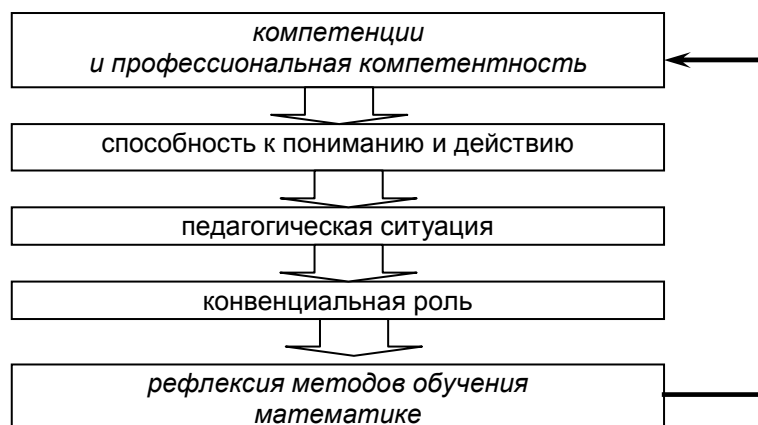 компетенции
и профессиональная компетентность
способность к пониманию и действию
педагогическая ситуация
конвенциальная роль
рефлексия методов обучения
математике